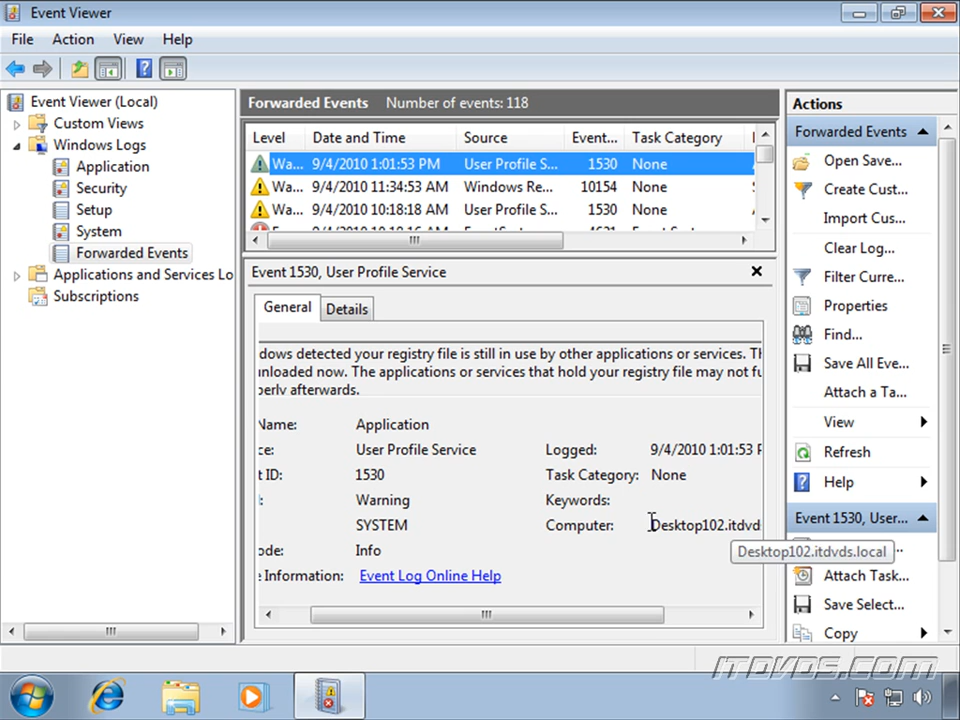 Event Viewer
File Action View Help
Event Viewer (Local)
Custom Views
Windows Logs
Application
Security
Setup
System
Forwarded Events
Applications and Services Lo
Subscriptions
Forwarded Events Number of events: 118
Level Date and Time Source Event... Task Category
Wa... 9/4/2010 1:01:53 PM User Profile S... 1530 None
Wa... 9/4/2010 11:34:53 AM Windows Re... 10154 None
Wa... 9/4/2010 10:18:18 AM User Profile S... 1530 None
Event 1530, User Profile Service
General Details
dows detected your registry file is still in use by other applications or services. Th
unloaded now. The applications or services that hold your registry file may not fu
perly afterwards.
Name: Application
ce: User Profile Service Logged: 9/4/2010 1:01:53 P
t ID: 1530 Task Category: None
: Warning Keywords:
SYSTEM Computer: Desktop102.itdvds
Desktop102.itdvds.local
ode: Info
e Information: Event Log Online Help
Actions
Forwarded Events
Open Save...
Create Cust...
Import Cus...
Clear Log...
Filter Curre...
Properties
Find...
Save All Eve...
Attach a Ta...
View
Refresh
Help
Event 1530, User...
Attach Task...
Save Select...
Copy
ITDVDS.COM